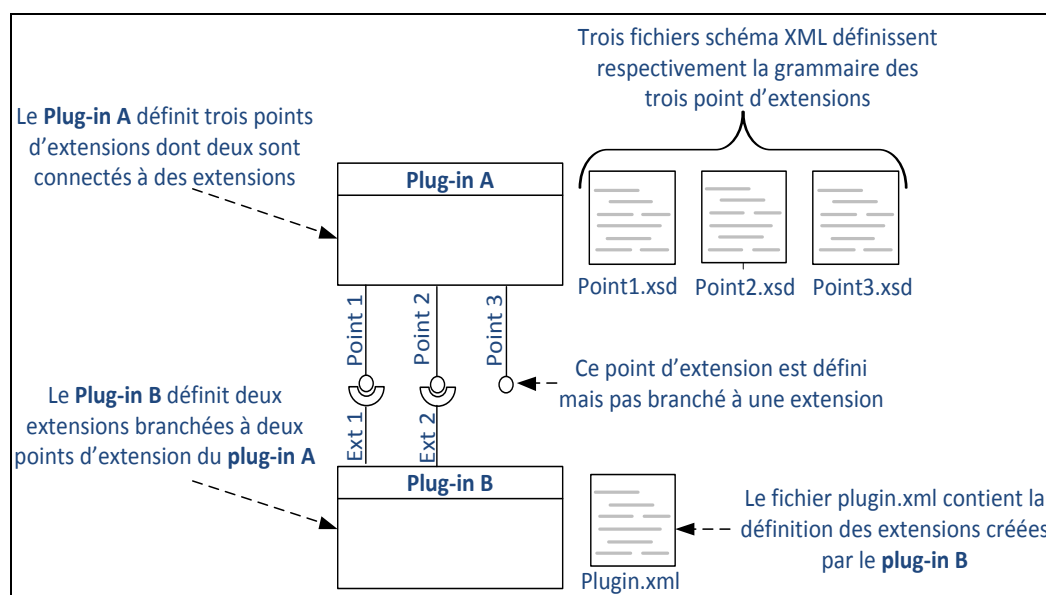 Trois fichiers schéma XML définissent
respectivement la grammaire des
trois point d'extensions
Le Plug-in A définit trois points
d'extensions dont deux sont
connectés à des extensions
Plug-in A
Point1.xsd
Point2.xsd
Point3.xsd
Point 1
Point 2
Point 3
Ce point d'extension est défini
mais pas branché à une extension
Le Plug-in B définit deux
extensions branchées à deux
points d'extension du plug-in A
Ext 1
Ext 2
Plug-in B
Le fichier plugin.xml contient la
définition des extensions créées
par le plug-in B
Plugin.xml